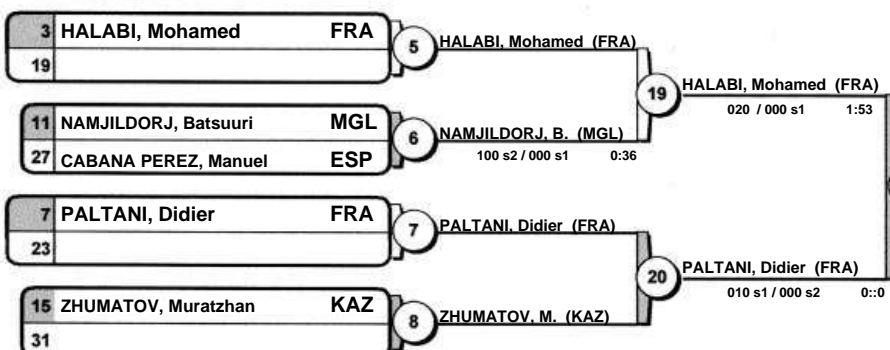 3 HALABI, Mohamed FRA
19
5
HALABI, Mohamed (FRA)
11 NAMJILDORJ, Batsuuri MGL
27 CABANA PEREZ, Manuel ESP
6
NAMJILDORJ, B. (MGL)
100 s2 / 000 s1 0:36
19
HALABI, Mohamed (FRA)
020 / 000 s1 1:53
7 PALTANI, Didier FRA
23
7
PALTANI, Didier (FRA)
15 ZHUMATOV, Muratzhan KAZ
31
8
ZHUMATOV, M. (KAZ)
20
PALTANI, Didier (FRA)
010 s1 / 000 s2 0::0